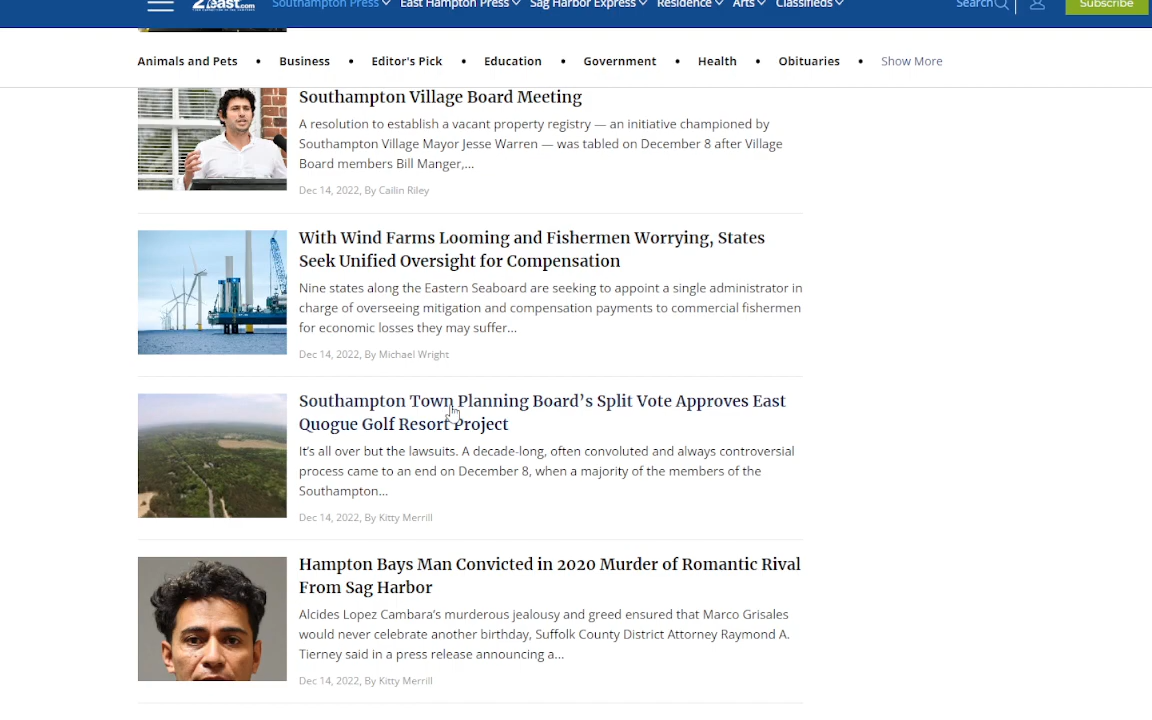 27east.com Southampton Press East Hampton Press Sag Harbor Express Residence Arts Classifieds Search Subscribe
Animals and Pets • Business • Editor's Pick • Education • Government • Health • Obituaries • Show More
Southampton Village Board Meeting
A resolution to establish a vacant property registry — an initiative championed by
Southampton Village Mayor Jesse Warren — was tabled on December 8 after Village
Board members Bill Manger,...
Dec 14, 2022, By Cailin Riley
With Wind Farms Looming and Fishermen Worrying, States
Seek Unified Oversight for Compensation
Nine states along the Eastern Seaboard are seeking to appoint a single administrator in
charge of overseeing mitigation and compensation payments to commercial fishermen
for economic losses they may suffer...
Dec 14, 2022, By Michael Wright
Southampton Town Planning Board’s Split Vote Approves East
Quogue Golf Resort Project
It’s all over but the lawsuits. A decade-long, often convoluted and always controversial
process came to an end on December 8, when a majority of the members of the
Southampton...
Dec 14, 2022, By Kitty Merrill
Hampton Bays Man Convicted in 2020 Murder of Romantic Rival
From Sag Harbor
Alcides Lopez Cambara’s murderous jealousy and greed ensured that Marco Grisales
would never celebrate another birthday, Suffolk County District Attorney Raymond A.
Tierney said in a press release announcing a...
Dec 14, 2022, By Kitty Merrill